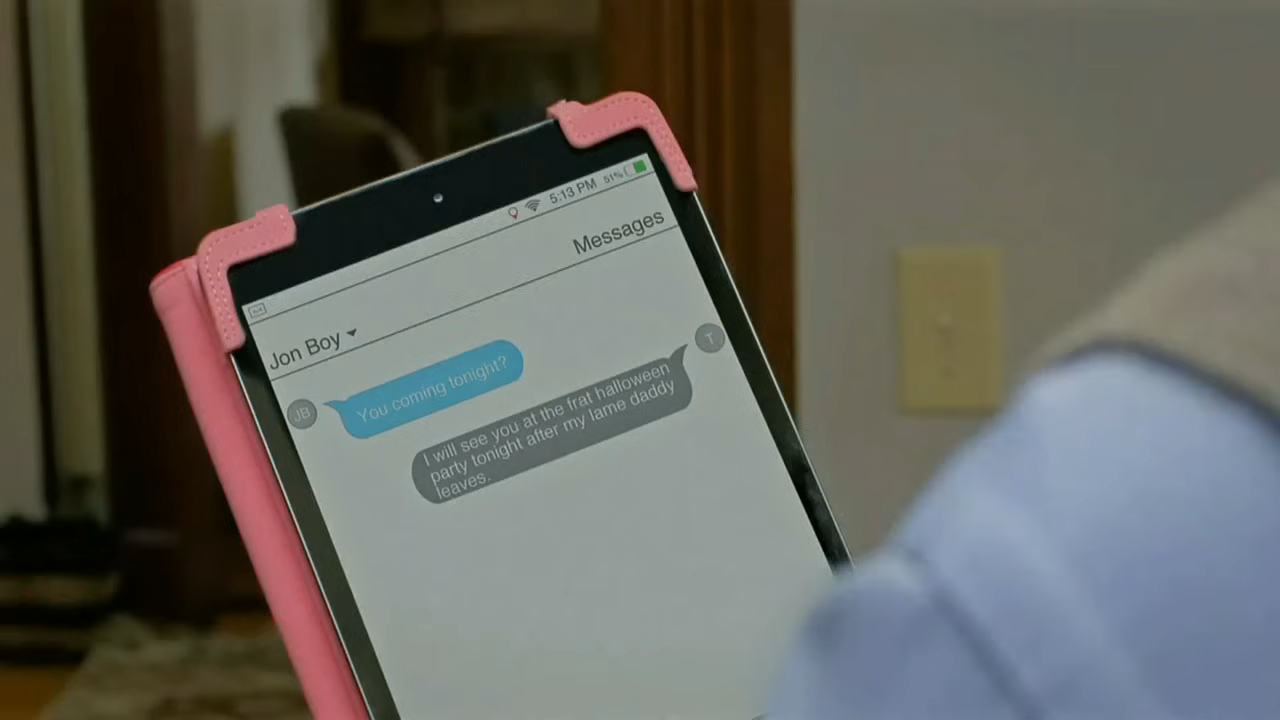 5:13 PM 51%
Messages
Jon Boy
JB
You coming tonight?
T
I will see you at the frat halloween
party tonight after my lame daddy
leaves.